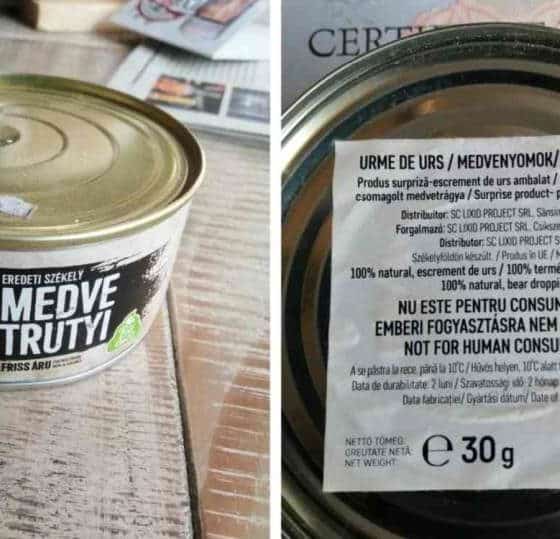 EREDETI SZÉKELY
MEDVE
TRUTYI
FRISS ÁRU
CERT
URME DE URS / MEDVENYOMOK/
Produs surpriză-escrement de urs ambalat /
csomagolt medvetrágya / Surprise product- p
Distribuitor: SC LIXID PROJECT SRL, Sânm
Forgalmazó: SC LIXID PROJECT SRL. Csíksze
Distributor: SC LIXID PROJECT S
Székelyföldön készült. / Produs în UE / M
100% natural, escrement de urs / 100% termé
100% natural, bear droppi
NU ESTE PENTRU CONSUM
EMBERI FOGYASZTÁSRA NEM
NOT FOR HUMAN CONSU
A se păstra la rece, până la 10°C / Hűvös helyen, 10°C alatt
Data de durabilitate: 2 luni / Szavatossági idő: 2 hónap
Data fabricației/ Gyártási dátum/ Date of
NETTÓ TÖMEG:
GREUTATE NETĂ:
NET WEIGHT:
℮ 30 g